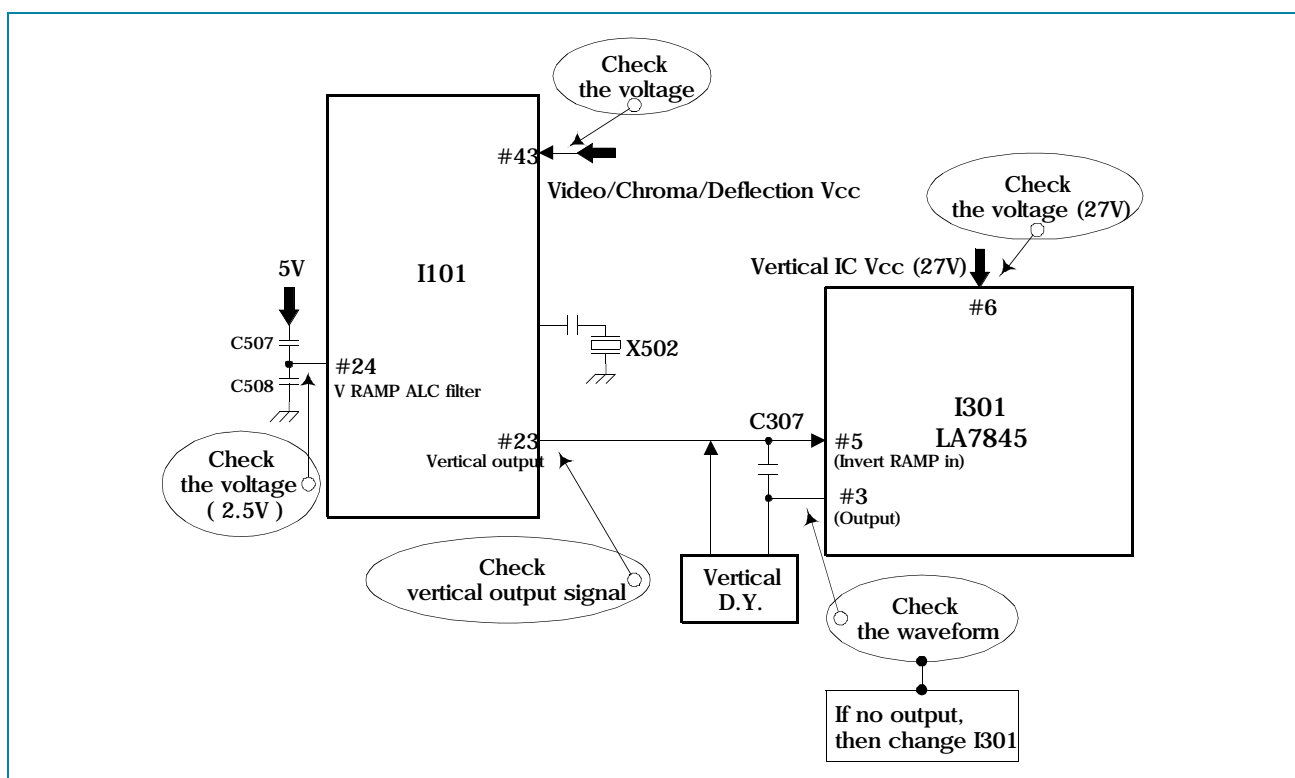 Check
the voltage
#43
Video/Chroma/Deflection Vcc
Check
the voltage (27V)
Vertical IC Vcc (27V)
#6
I101
5V
C507
C508
#24
V RAMP ALC filter
X502
I301
LA7845
C307
#23
Vertical output
#5
(Invert RAMP in)
#3
(Output)
Check
the voltage
( 2.5V )
Check
vertical output signal
Vertical
D.Y.
Check
the waveform
If no output,
then change I301